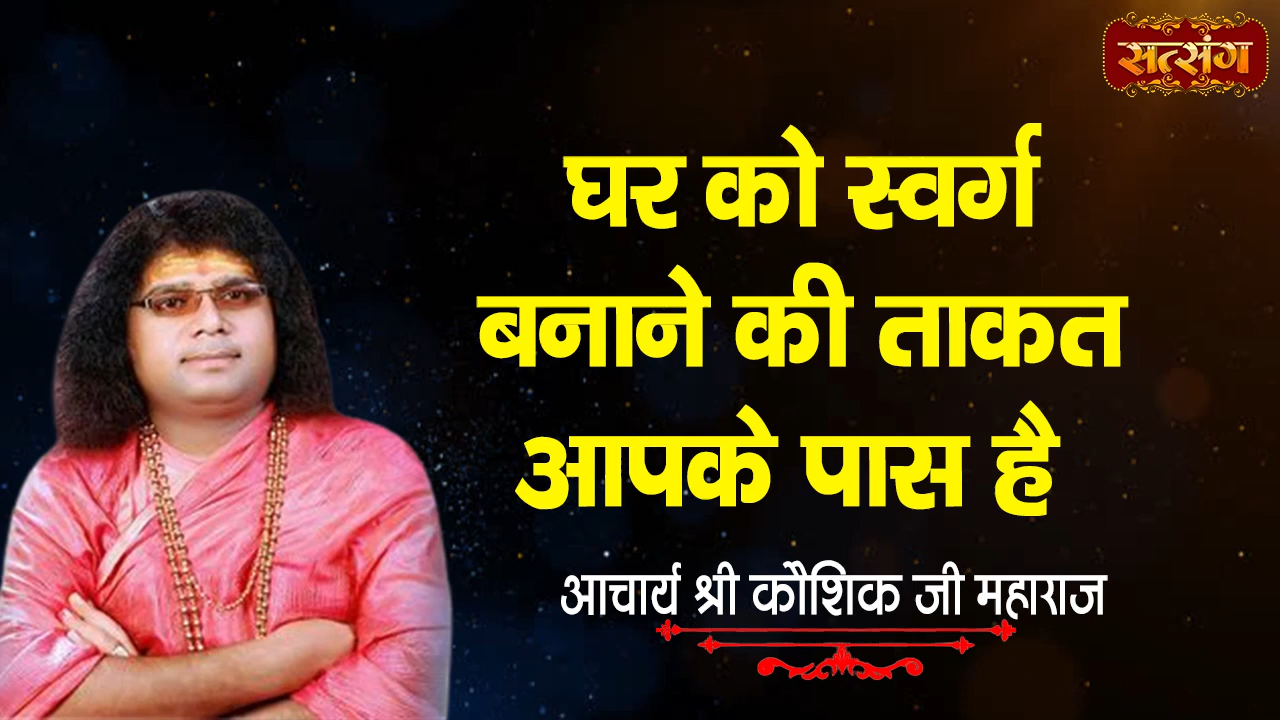 सत्संग
घर को स्वर्ग
बनाने की ताकत
आपके पास है
आचार्य श्री कौशिक जी महाराज